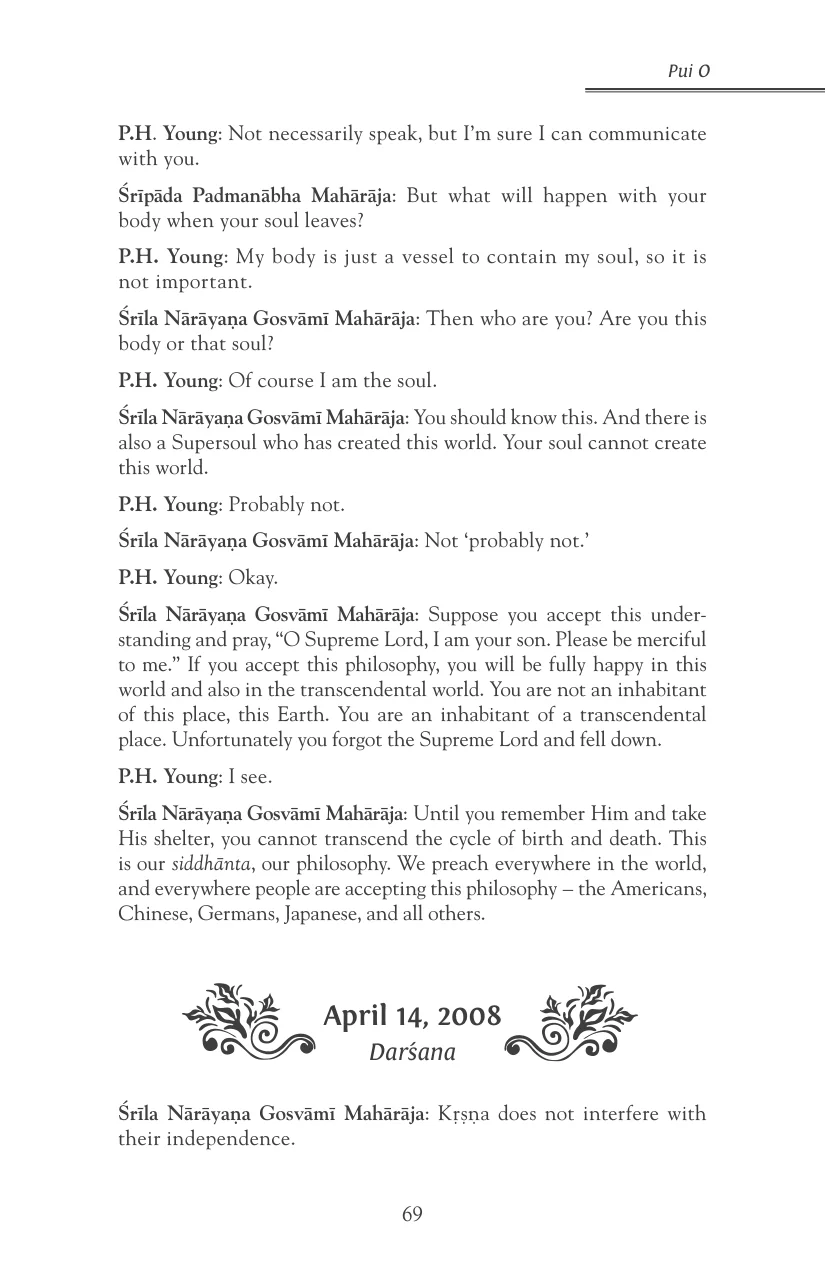 Pui O
P.H. Young: Not necessarily speak, but I’m sure I can communicate
with you.
Śrīpāda Padmanābha Mahārāja: But what will happen with your
body when your soul leaves?
P.H. Young: My body is just a vessel to contain my soul, so it is
not important.
Śrīla Nārāyaṇa Gosvāmī Mahārāja: Then who are you? Are you this
body or that soul?
P.H. Young: Of course I am the soul.
Śrīla Nārāyaṇa Gosvāmī Mahārāja: You should know this. And there is
also a Supersoul who has created this world. Your soul cannot create
this world.
P.H. Young: Probably not.
Śrīla Nārāyaṇa Gosvāmī Mahārāja: Not ‘probably not.’
P.H. Young: Okay.
Śrīla Nārāyaṇa Gosvāmī Mahārāja: Suppose you accept this under-
standing and pray, “O Supreme Lord, I am your son. Please be merciful
to me.” If you accept this philosophy, you will be fully happy in this
world and also in the transcendental world. You are not an inhabitant
of this place, this Earth. You are an inhabitant of a transcendental
place. Unfortunately you forgot the Supreme Lord and fell down.
P.H. Young: I see.
Śrīla Nārāyaṇa Gosvāmī Mahārāja: Until you remember Him and take
His shelter, you cannot transcend the cycle of birth and death. This
is our siddhānta, our philosophy. We preach everywhere in the world,
and everywhere people are accepting this philosophy – the Americans,
Chinese, Germans, Japanese, and all others.
April 14, 2008
Darśana
Śrīla Nārāyaṇa Gosvāmī Mahārāja: Kṛṣṇa does not interfere with
their independence.
69